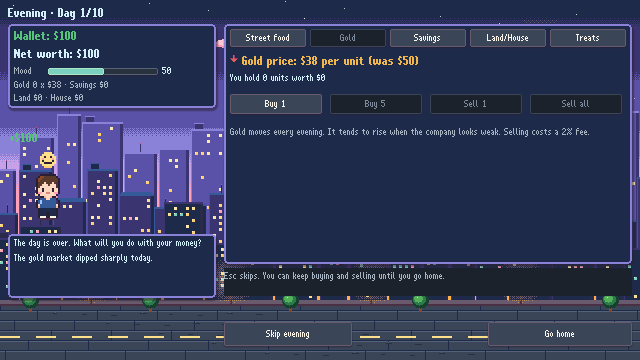 Evening · Day 1/10
Wallet: $100
Net worth: $100
Mood 50
Gold 0 x $38 · Savings $0
Land $0 · House $0
+$100
The day is over. What will you do with your money?
The gold market dipped sharply today.
Street food Gold Savings Land/House Treats
Gold price: $38 per unit (was $50)
You hold 0 units worth $0
Buy 1 Buy 5 Sell 1 Sell all
Gold moves every evening. It tends to rise when the company looks weak. Selling costs a 2% fee.
Esc skips. You can keep buying and selling until you go home.
Skip evening Go home